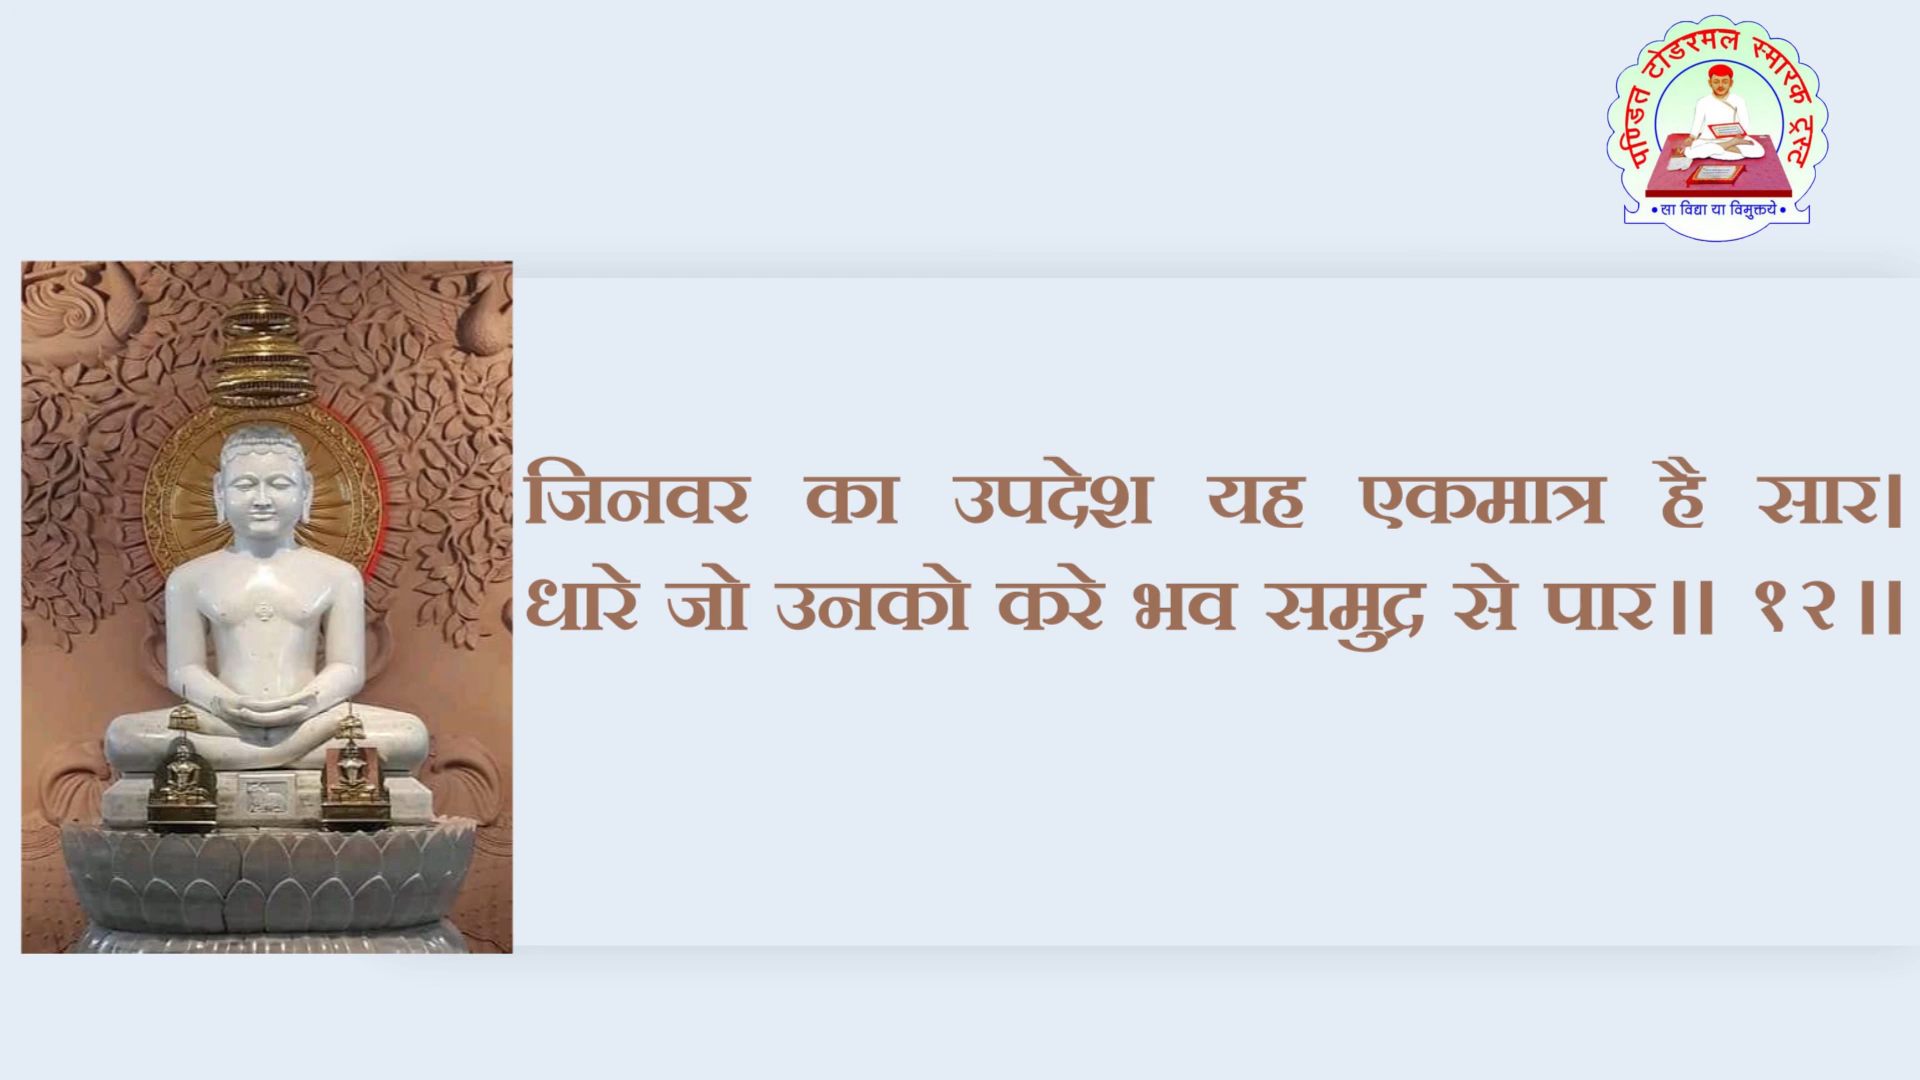 पण्डित टोडरमल स्मारक ट्रस्ट
• सा विद्या या विमुक्तये •
जिनवर का उपदेश यह एकमात्र है सार।
धारे जो उनको करे भव समुद्र से पार।। १२।।